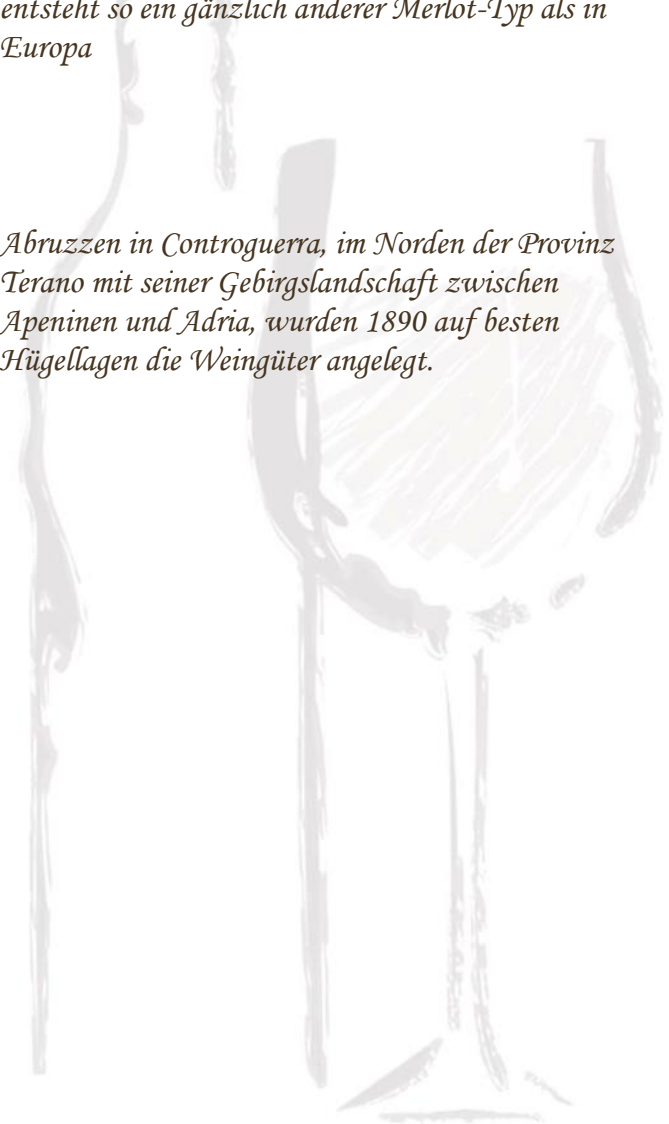 entsteht so ein gänzlich anderer Merlot-Typ als in
Europa
Abruzzen in Controguerra, im Norden der Provinz
Terano mit seiner Gebirgslandschaft zwischen
Apeninen und Adria, wurden 1890 auf besten
Hügellagen die Weingüter angelegt.